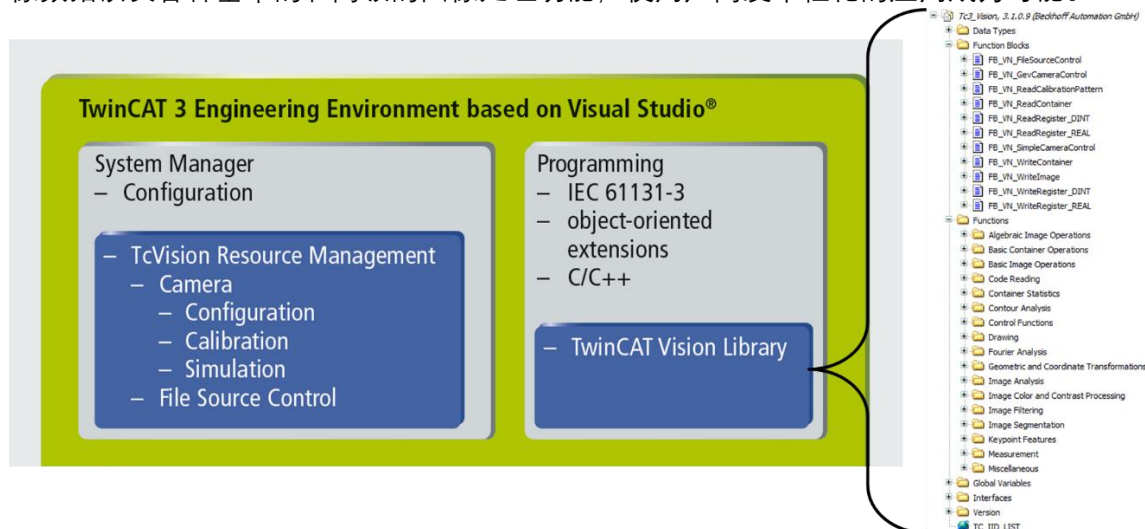 TwinCAT 3 Engineering Environment based on Visual Studio®
System Manager
– Configuration
– TcVision Resource Management
– Camera
– Configuration
– Calibration
– Simulation
– File Source Control
Programming
– IEC 61131-3
– object-oriented
extensions
– C/C++
– TwinCAT Vision Library
Tc3_Vision, 3.1.0.9 (Beckhoff Automation GmbH)
Data Types
Function Blocks
FB_VN_FileSourceControl
FB_VN_GevCameraControl
FB_VN_ReadCalibrationPattern
FB_VN_ReadContainer
FB_VN_ReadRegister_DINT
FB_VN_ReadRegister_REAL
FB_VN_SimpleCameraControl
FB_VN_WriteContainer
FB_VN_WriteImage
FB_VN_WriteRegister_DINT
FB_VN_WriteRegister_REAL
Functions
Algebraic Image Operations
Basic Container Operations
Basic Image Operations
Code Reading
Container Statistics
Contour Analysis
Control Functions
Drawing
Fourier Analysis
Geometric and Coordinate Transformations
Image Analysis
Image Color and Contrast Processing
Image Filtering
Image Segmentation
Keypoint Features
Measurement
Miscellaneous
Global Variables
Interfaces
Version
TC_IID_LIST